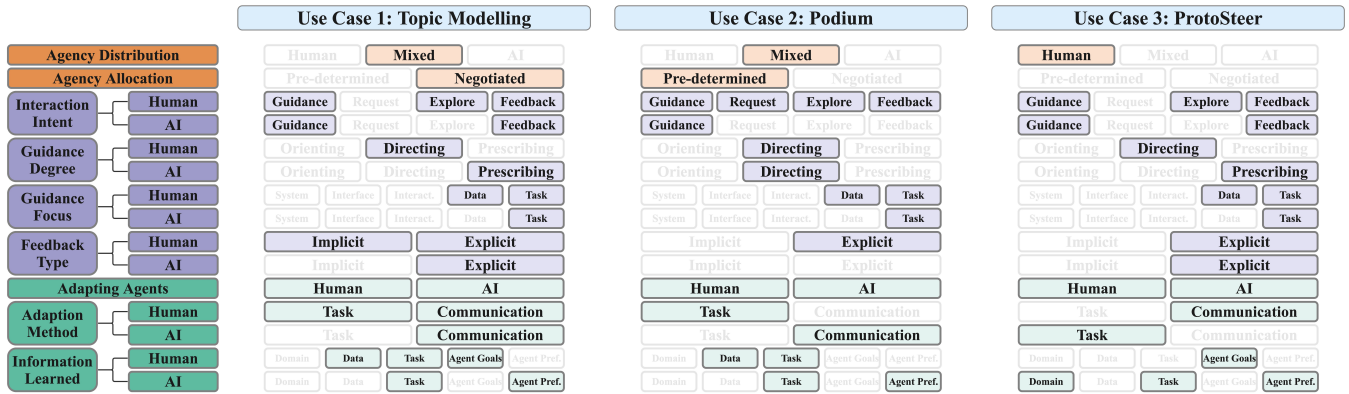 Use Case 1: Topic Modelling Use Case 2: Podium Use Case 3: ProtoSteer
Agency Distribution Human Mixed AI Human Mixed AI Human Mixed AI
Agency Allocation Pre-determined Negotiated Pre-determined Negotiated Pre-determined Negotiated
Interaction Intent Human Guidance Request Explore Feedback Guidance Request Explore Feedback Guidance Request Explore Feedback
AI Guidance Request Explore Feedback Guidance Request Explore Feedback Guidance Request Explore Feedback
Guidance Degree Human Orienting Directing Prescribing Orienting Directing Prescribing Orienting Directing Prescribing
AI Orienting Directing Prescribing Orienting Directing Prescribing Orienting Directing Prescribing
Guidance Focus Human System Interface Interact. Data Task System Interface Interact. Data Task System Interface Interact. Data Task
AI System Interface Interact. Data Task System Interface Interact. Data Task System Interface Interact. Data Task
Feedback Type Human Implicit Explicit Implicit Explicit Implicit Explicit
AI Implicit Explicit Implicit Explicit Implicit Explicit
Adapting Agents Human AI Human AI Human AI
Adaption Method Human Task Communication Task Communication Task Communication
AI Task Communication Task Communication Task Communication
Information Learned Human Domain Data Task Agent Goals Agent Pref. Domain Data Task Agent Goals Agent Pref. Domain Data Task Agent Goals Agent Pref.
AI Domain Data Task Agent Goals Agent Pref. Domain Data Task Agent Goals Agent Pref. Domain Data Task Agent Goals Agent Pref.